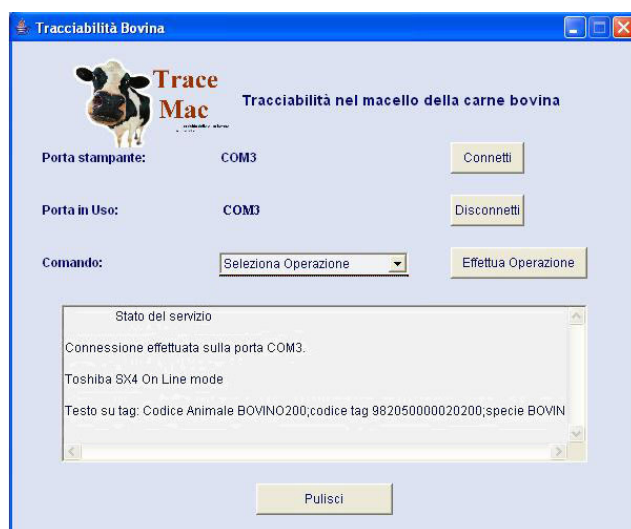 Tracciabilità Bovina
Trace
Mac
Tracciabilità nel macello della carne bovina
Porta stampante: COM3 Connetti
Porta in Uso: COM3 Disconnetti
Comando: Seleziona Operazione Effettua Operazione
Stato del servizio
Connessione effettuata sulla porta COM3.
Toshiba SX4 On Line mode
Testo su tag: Codice Animale BOVINO200;codice tag 982050000020200;specie BOVIN
Pulisci